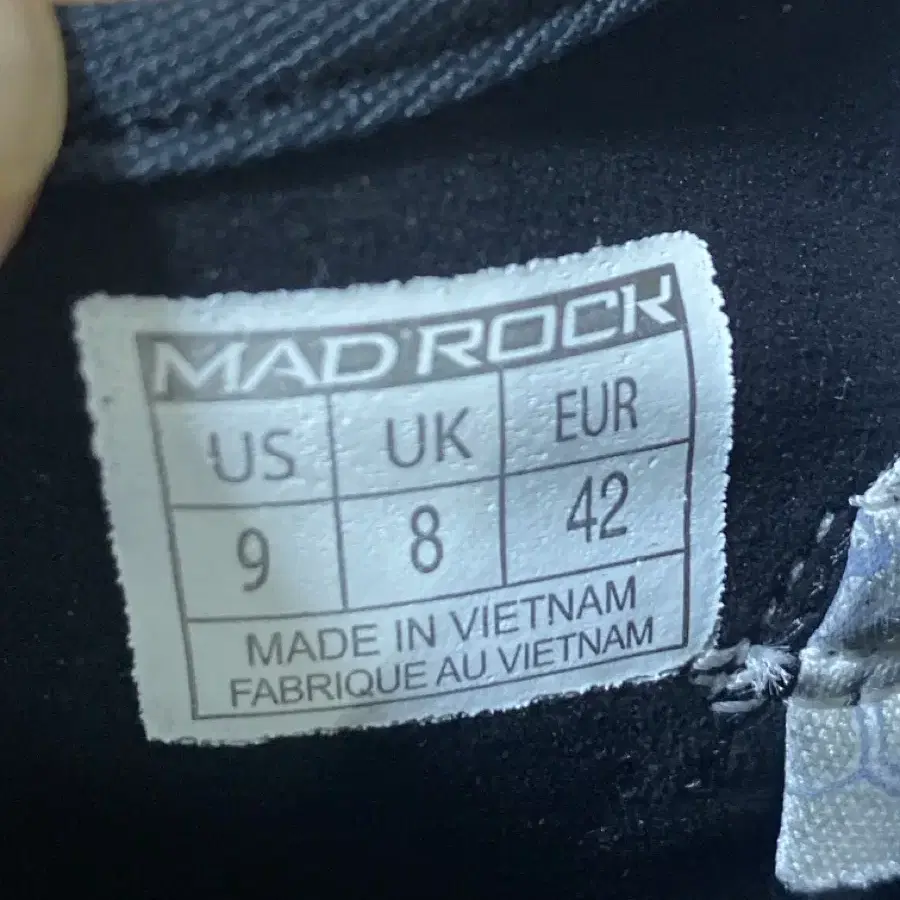 MAD ROCK
US UK EUR
9 8 42
MADE IN VIETNAM
FABRIQUE AU VIETNAM